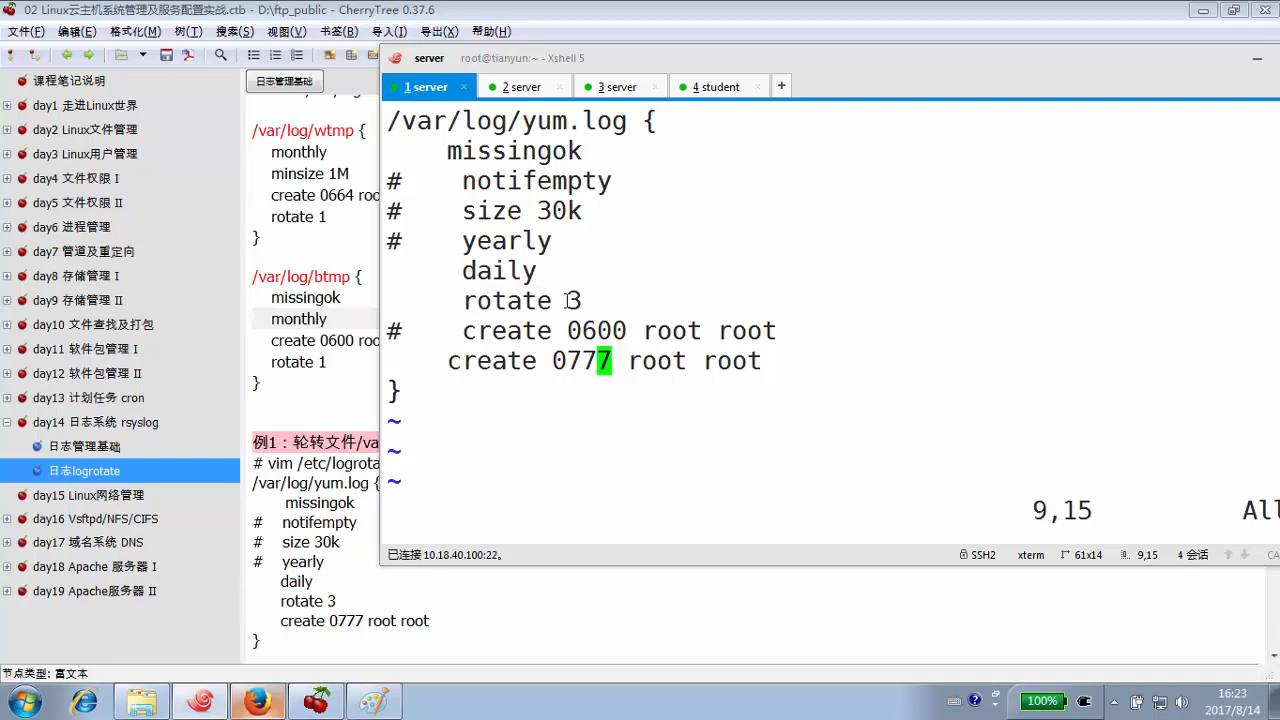 02 Linux云主机系统管理及服务配置实战.ctb - D:\ftp_public - CherryTree 0.37.6
文件(F) 编辑(E) 格式化(M) 树(T) 搜索(S) 视图(V) 书签(B) 导入(I) 导出(X) 帮助(H)
课程笔记说明
day1 走进Linux世界
day2 Linux文件管理
day3 Linux用户管理
day4 文件权限 I
day5 文件权限 II
day6 进程管理
day7 管道及重定向
day8 存储管理 I
day9 存储管理 II
day10 文件查找及打包
day11 软件包管理 I
day12 软件包管理 II
day13 计划任务 cron
day14 日志系统 rsyslog
日志管理基础
日志logrotate
day15 Linux网络管理
day16 Vsftpd/NFS/CIFS
day17 域名系统 DNS
day18 Apache 服务器 I
day19 Apache服务器 II
日志管理基础
/var/log/wtmp {
monthly
minsize 1M
create 0664 roo
rotate 1
}
/var/log/btmp {
missingok
monthly
create 0600 roo
rotate 1
}
例1：轮转文件/va
# vim /etc/logrota
/var/log/yum.log {
missingok
# notifempty
# size 30k
# yearly
daily
rotate 3
create 0777 root root
}
server root@tianyun:~ - Xshell 5
1 server 2 server 3 server 4 student +
/var/log/yum.log {
missingok
# notifempty
# size 30k
# yearly
daily
rotate 3
# create 0600 root root
create 0777 root root
}
~
~
~
9,15 All
已连接 10.18.40.100:22。 SSH2 xterm 61x14 9,15 4 会话 CA
节点类型: 富文本
100%
16:23
2017/8/14